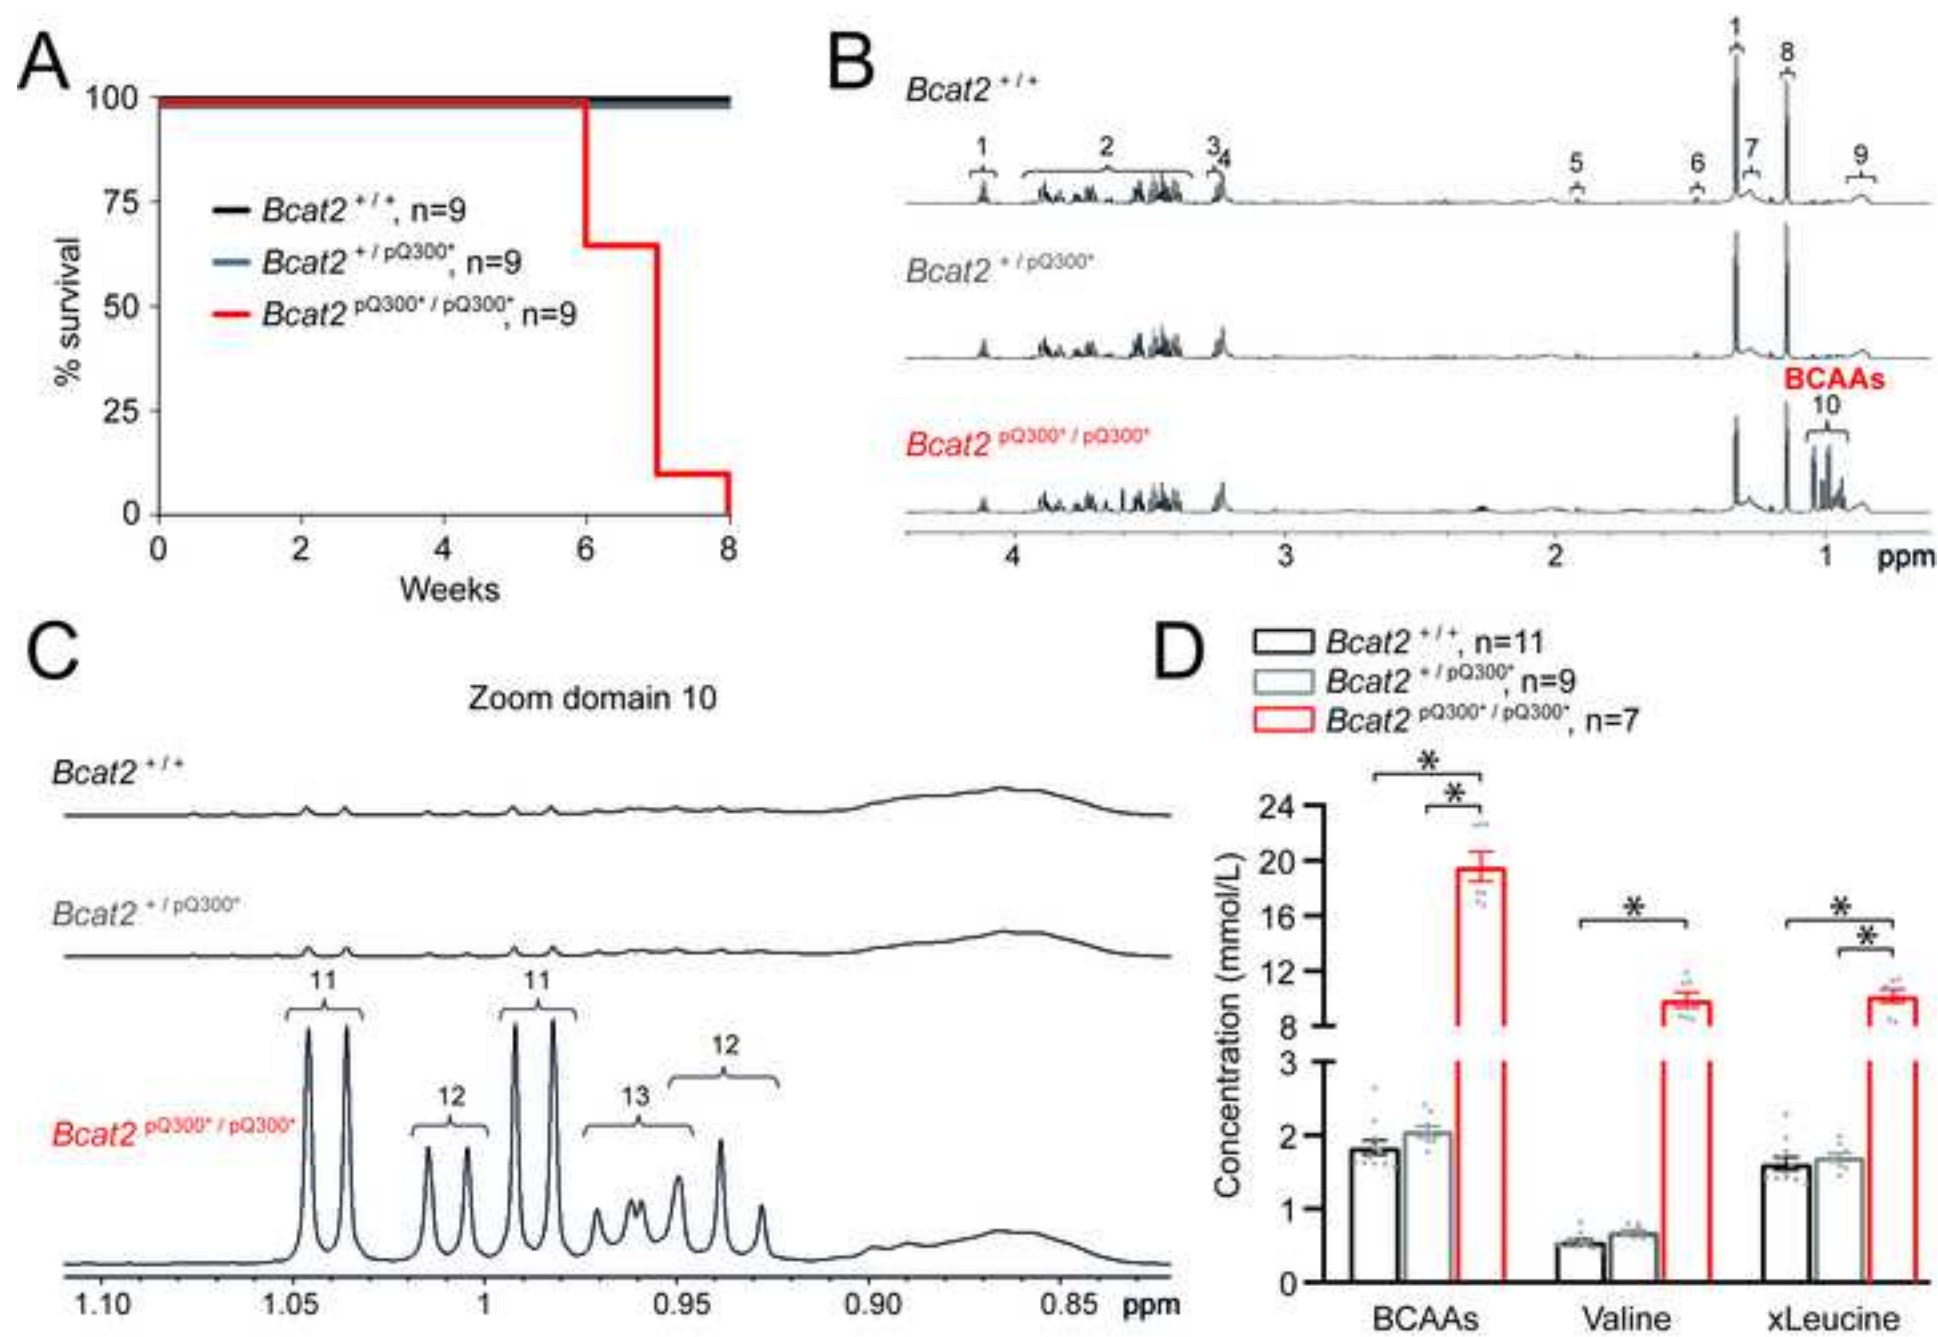 A
100
75
50
25
0
% survival
Bcat2 +/+, n=9
Bcat2 +/pQ300*, n=9
Bcat2 pQ300*/pQ300*, n=9
0 2 4 6 8
Weeks
B
Bcat2 +/+
1 2 3 4 5 6 1 7 8 9
Bcat2 +/pQ300*
BCAAs
10
Bcat2 pQ300*/pQ300*
4 3 2 1 ppm
C
Zoom domain 10
Bcat2 +/+
Bcat2 +/pQ300*
11 11
12 13 12
Bcat2 pQ300*/pQ300*
1.10 1.05 1 0.95 0.90 0.85 ppm
D
Bcat2 +/+, n=11
Bcat2 +/pQ300*, n=9
Bcat2 pQ300*/pQ300*, n=7
* *
* * *
24
20
16
12
8
3
2
1
0
Concentration (mmol/L)
BCAAs Valine xLeucine